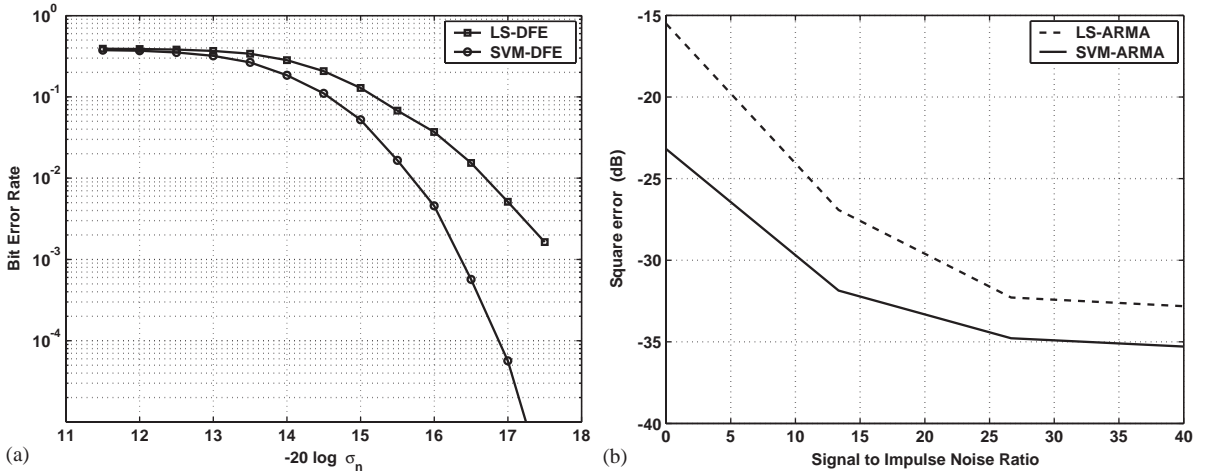 10^0
10^-1
10^-2
10^-3
10^-4
Bit Error Rate
LS-DFE
SVM-DFE
11 12 13 14 15 16 17 18
-20 log σn
(a)
-15
-20
-25
-30
-35
-40
Square error (dB)
LS-ARMA
SVM-ARMA
0 5 10 15 20 25 30 35 40
Signal to Impulse Noise Ratio
(b)